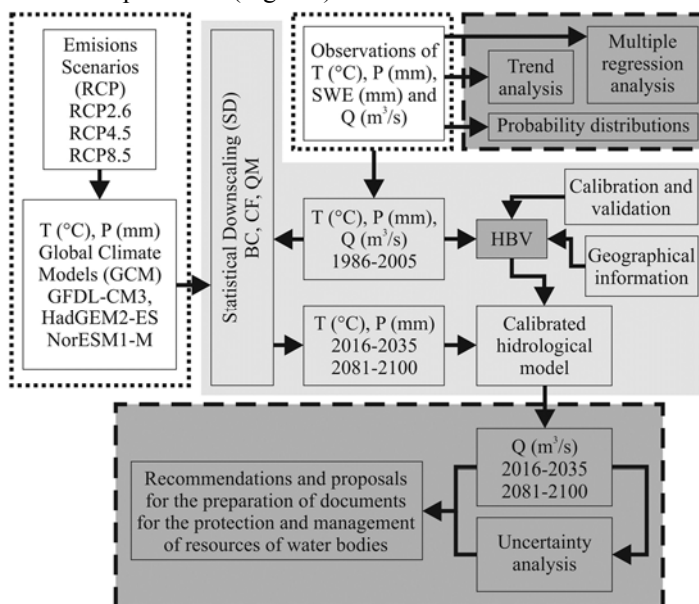 Emissions
Scenarios
(RCP)
RCP2.6
RCP4.5
RCP8.5
T (°C), P (mm)
Global Climate
Models (GCM)
GFDL-CM3,
HadGEM2-ES
NorESM1-M
Statistical Downscaling (SD)
BC, CF, QM
Observations of
T (°C), P (mm),
SWE (mm) and
Q (m³/s)
Trend
analysis
Multiple
regression
analysis
Probability distributions
T (°C), P (mm),
Q (m³/s)
1986-2005
HBV
Calibration and
validation
Geographical
information
T (°C), P (mm)
2016-2035
2081-2100
Calibrated
hidrological
model
Q (m³/s)
2016-2035
2081-2100
Uncertainty
analysis
Recommendations and proposals
for the preparation of documents
for the protection and management
of resources of water bodies